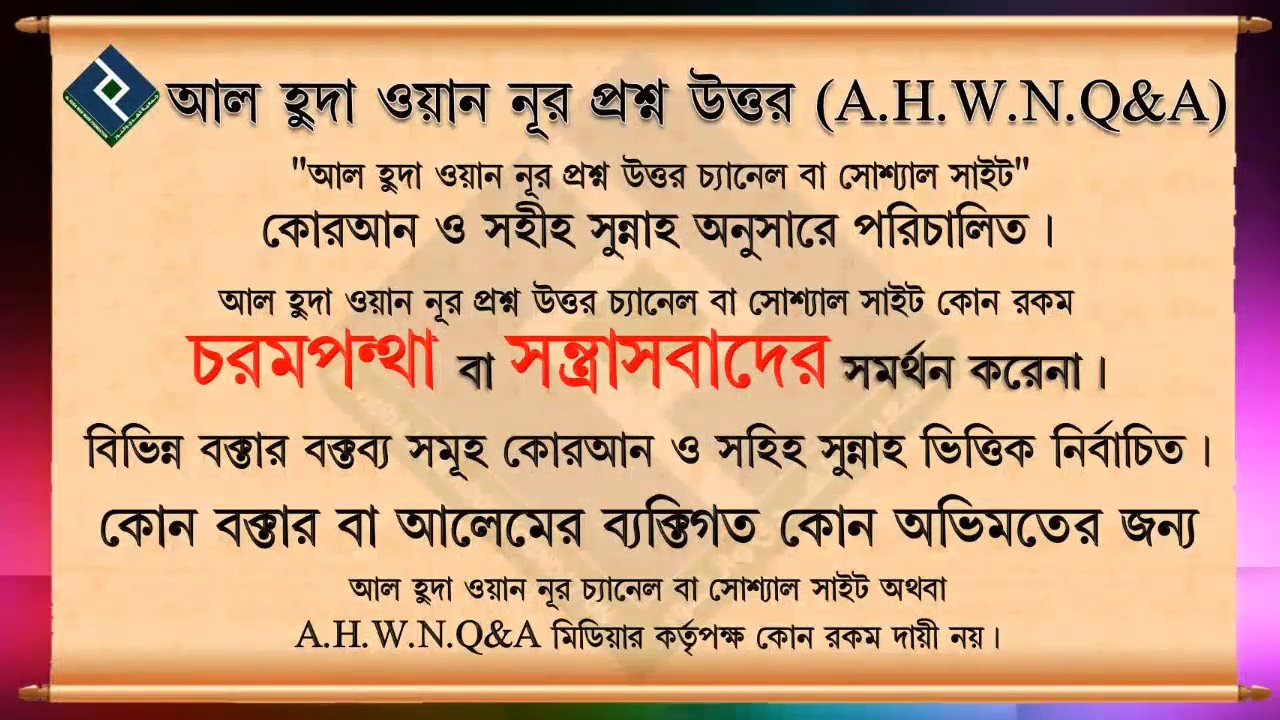 আল হুদা ওয়ান নূর প্রশ্ন উত্তর (A.H.W.N.Q&A)
"আল হুদা ওয়ান নূর প্রশ্ন উত্তর চ্যানেল বা সোশ্যাল সাইট"
কোরআন ও সহীহ সুন্নাহ অনুসারে পরিচালিত।
আল হুদা ওয়ান নূর প্রশ্ন উত্তর চ্যানেল বা সোশ্যাল সাইট কোন রকম
চরমপন্থা বা সন্ত্রাসবাদের সমর্থন করেনা।
বিভিন্ন বক্তার বক্তব্য সমূহ কোরআন ও সহিহ সুন্নাহ ভিত্তিক নির্বাচিত।
কোন বক্তার বা আলেমের ব্যক্তিগত কোন অভিমতের জন্য
আল হুদা ওয়ান নূর চ্যানেল বা সোশ্যাল সাইট অথবা
A.H.W.N.Q&A মিডিয়ার কর্তৃপক্ষ কোন রকম দায়ী নয়।